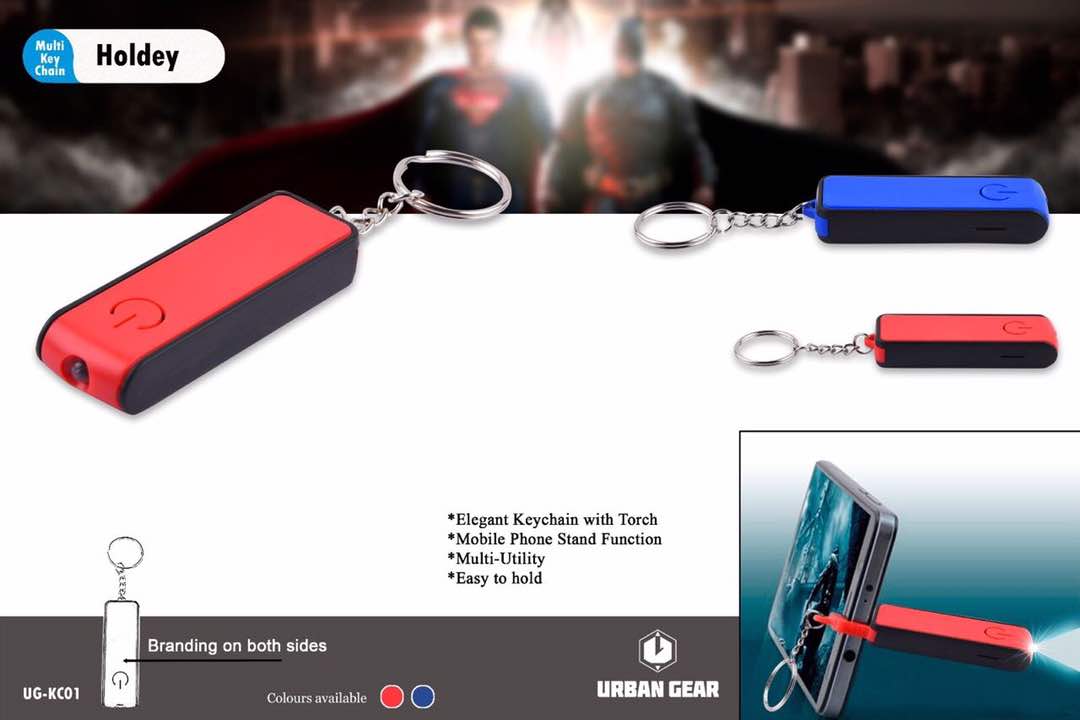 Multi
Key
Chain
Holdey
*Elegant Keychain with Torch
*Mobile Phone Stand Function
*Multi-Utility
*Easy to hold
Branding on both sides
UG-KC01
Colours available
URBAN GEAR